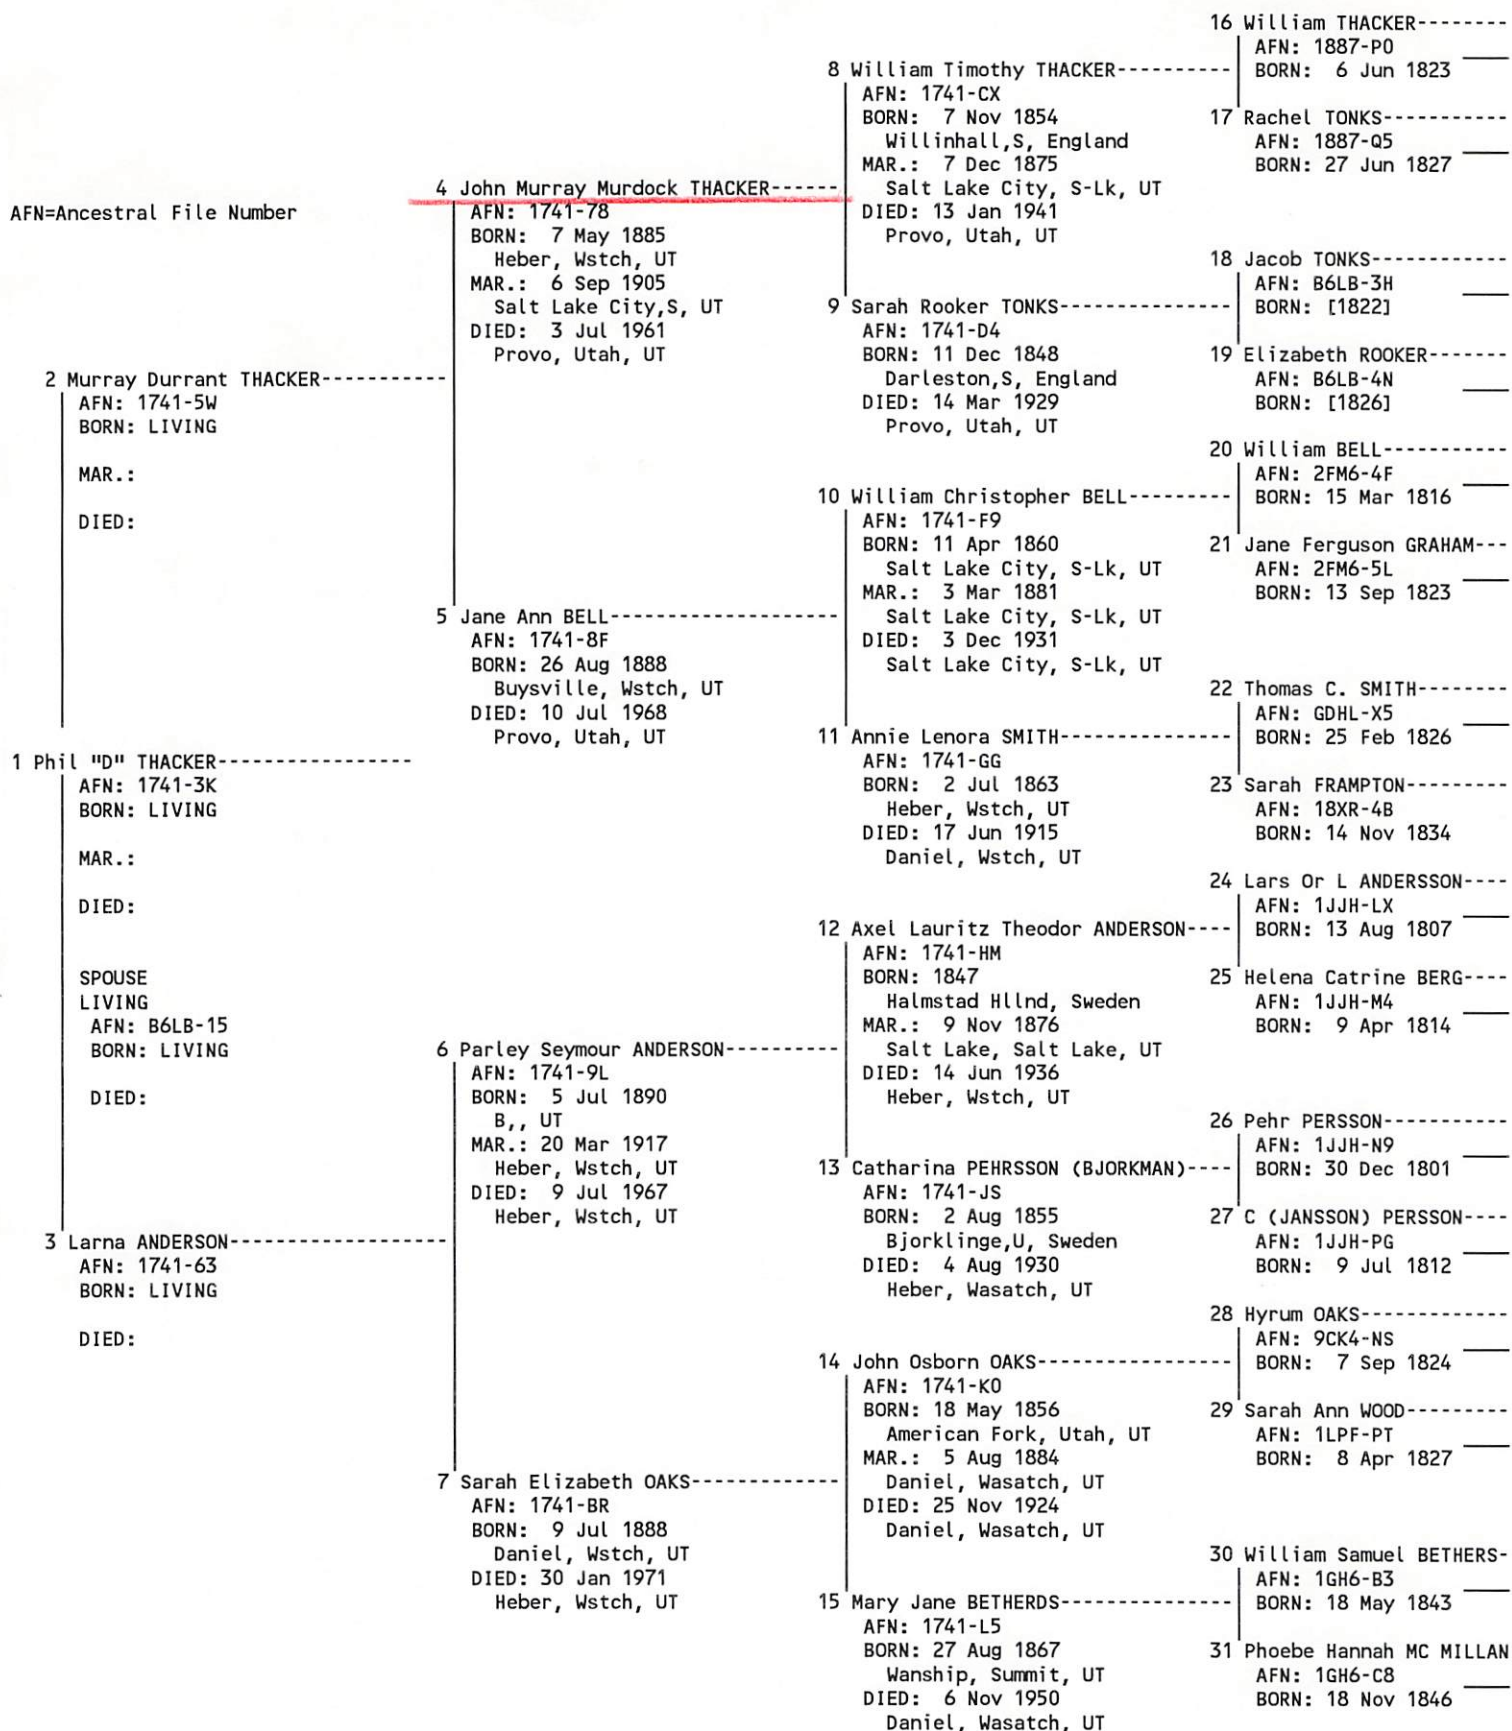 AFN=Ancestral File Number
1 Phil "D" THACKER----------------
AFN: 1741-3K
BORN: LIVING
MAR.:
DIED:
SPOUSE
LIVING
AFN: B6LB-15
BORN: LIVING
DIED:
2 Murray Durrant THACKER-----------
AFN: 1741-5W
BORN: LIVING
MAR.:
DIED:
3 Larna ANDERSON-------------------
AFN: 1741-63
BORN: LIVING
DIED:
4 John Murray Murdock THACKER------
AFN: 1741-78
BORN: 7 May 1885
Heber, Wstch, UT
MAR.: 6 Sep 1905
Salt Lake City,S, UT
DIED: 3 Jul 1961
Provo, Utah, UT
5 Jane Ann BELL--------------------
AFN: 1741-8F
BORN: 26 Aug 1888
Buysville, Wstch, UT
DIED: 10 Jul 1968
Provo, Utah, UT
6 Parley Seymour ANDERSON----------
AFN: 1741-9L
BORN: 5 Jul 1890
B,, UT
MAR.: 20 Mar 1917
Heber, Wstch, UT
DIED: 9 Jul 1967
Heber, Wstch, UT
7 Sarah Elizabeth OAKS-------------
AFN: 1741-BR
BORN: 9 Jul 1888
Daniel, Wstch, UT
DIED: 30 Jan 1971
Heber, Wstch, UT
8 William Timothy THACKER----------
AFN: 1741-CX
BORN: 7 Nov 1854
Willinhall,S, England
MAR.: 7 Dec 1875
Salt Lake City, S-Lk, UT
DIED: 13 Jan 1941
Provo, Utah, UT
9 Sarah Rooker TONKS---------------
AFN: 1741-D4
BORN: 11 Dec 1848
Darleston,S, England
DIED: 14 Mar 1929
Provo, Utah, UT
10 William Christopher BELL---------
AFN: 1741-F9
BORN: 11 Apr 1860
Salt Lake City, S-Lk, UT
MAR.: 3 Mar 1881
Salt Lake City, S-Lk, UT
DIED: 3 Dec 1931
Salt Lake City, S-Lk, UT
11 Annie Lenora SMITH---------------
AFN: 1741-GG
BORN: 2 Jul 1863
Heber, Wstch, UT
DIED: 17 Jun 1915
Daniel, Wstch, UT
12 Axel Lauritz Theodor ANDERSON----
AFN: 1741-HM
BORN: 1847
Halmstad Hllnd, Sweden
MAR.: 9 Nov 1876
Salt Lake, Salt Lake, UT
DIED: 14 Jun 1936
Heber, Wstch, UT
13 Catharina PEHRSSON (BJORKMAN)----
AFN: 1741-JS
BORN: 2 Aug 1855
Bjorklinge,U, Sweden
DIED: 4 Aug 1930
Heber, Wasatch, UT
14 John Osborn OAKS-----------------
AFN: 1741-K0
BORN: 18 May 1856
American Fork, Utah, UT
MAR.: 5 Aug 1884
Daniel, Wasatch, UT
DIED: 25 Nov 1924
Daniel, Wasatch, UT
15 Mary Jane BETHERDS---------------
AFN: 1741-L5
BORN: 27 Aug 1867
Wanship, Summit, UT
DIED: 6 Nov 1950
Daniel, Wasatch, UT
16 William THACKER--------
AFN: 1887-P0
BORN: 6 Jun 1823
17 Rachel TONKS-----------
AFN: 1887-Q5
BORN: 27 Jun 1827
18 Jacob TONKS------------
AFN: B6LB-3H
BORN: [1822]
19 Elizabeth ROOKER-------
AFN: B6LB-4N
BORN: [1826]
20 William BELL-----------
AFN: 2FM6-4F
BORN: 15 Mar 1816
21 Jane Ferguson GRAHAM---
AFN: 2FM6-5L
BORN: 13 Sep 1823
22 Thomas C. SMITH--------
AFN: GDHL-X5
BORN: 25 Feb 1826
23 Sarah FRAMPTON---------
AFN: 18XR-4B
BORN: 14 Nov 1834
24 Lars Or L ANDERSSON----
AFN: 1JJH-LX
BORN: 13 Aug 1807
25 Helena Catrine BERG----
AFN: 1JJH-M4
BORN: 9 Apr 1814
26 Pehr PERSSON-----------
AFN: 1JJH-N9
BORN: 30 Dec 1801
27 C (JANSSON) PERSSON----
AFN: 1JJH-PG
BORN: 9 Jul 1812
28 Hyrum OAKS-------------
AFN: 9CK4-NS
BORN: 7 Sep 1824
29 Sarah Ann WOOD---------
AFN: 1LPF-PT
BORN: 8 Apr 1827
30 William Samuel BETHERS-
AFN: 1GH6-B3
BORN: 18 May 1843
31 Phoebe Hannah MC MILLAN
AFN: 1GH6-C8
BORN: 18 Nov 1846